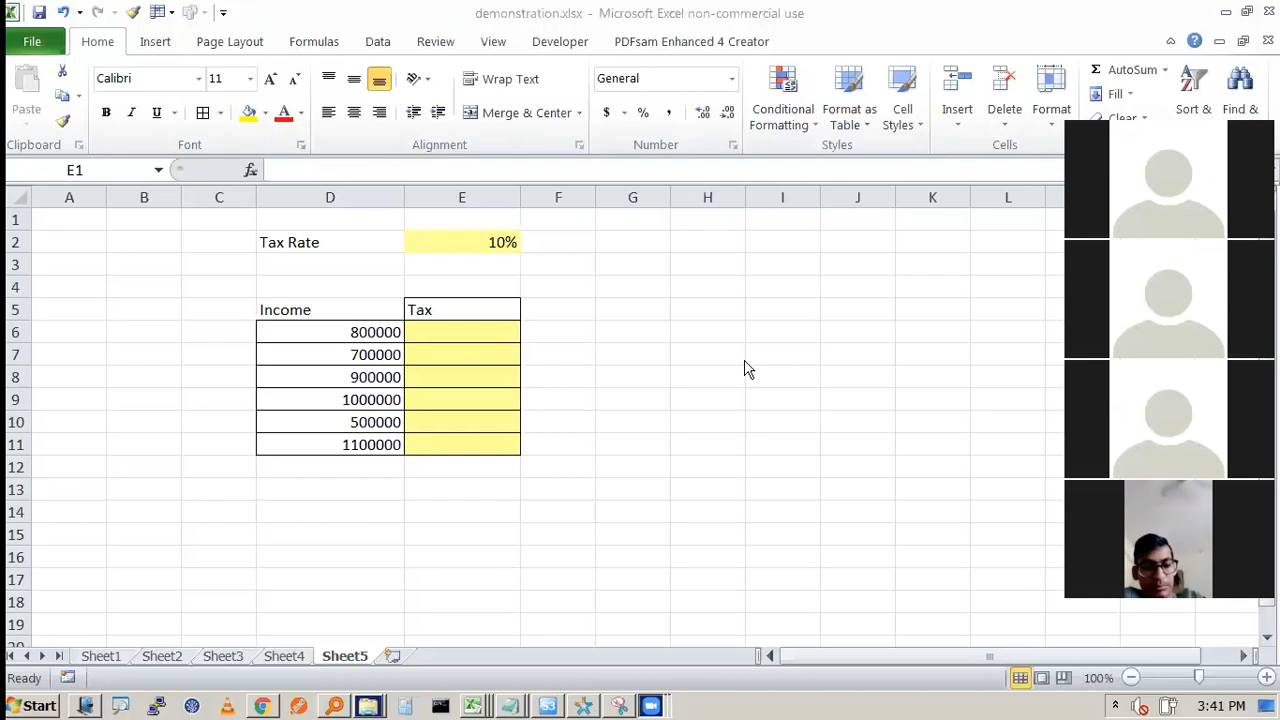 demonstration.xlsx - Microsoft Excel non-commercial use
File Home Insert Page Layout Formulas Data Review View Developer PDFsam Enhanced 4 Creator
Calibri 11 Wrap Text General AutoSum
Fill
Paste B I U Merge & Center $ % , Conditional Formatting Format as Table Cell Styles Insert Delete Format Sort & Find &
Clear
Clipboard Font Alignment Number Styles Cells
E1 fx
A B C D E F G H I J K L
1
2 Tax Rate 10%
3
4
5 Income Tax
6 800000
7 700000
8 900000
9 1000000
10 500000
11 1100000
12
13
14
15
16
17
18
19
Sheet1 Sheet2 Sheet3 Sheet4 Sheet5
Ready 100%
Start 3:41 PM